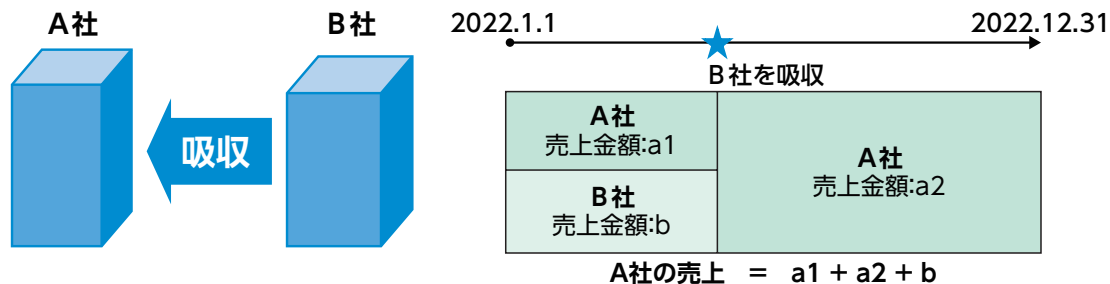 A社
B社
吸収
2022.1.1
2022.12.31
B社を吸収
A社
売上金額:a1
B社
売上金額:b
A社
売上金額:a2
A社の売上 = a1 + a2 + b